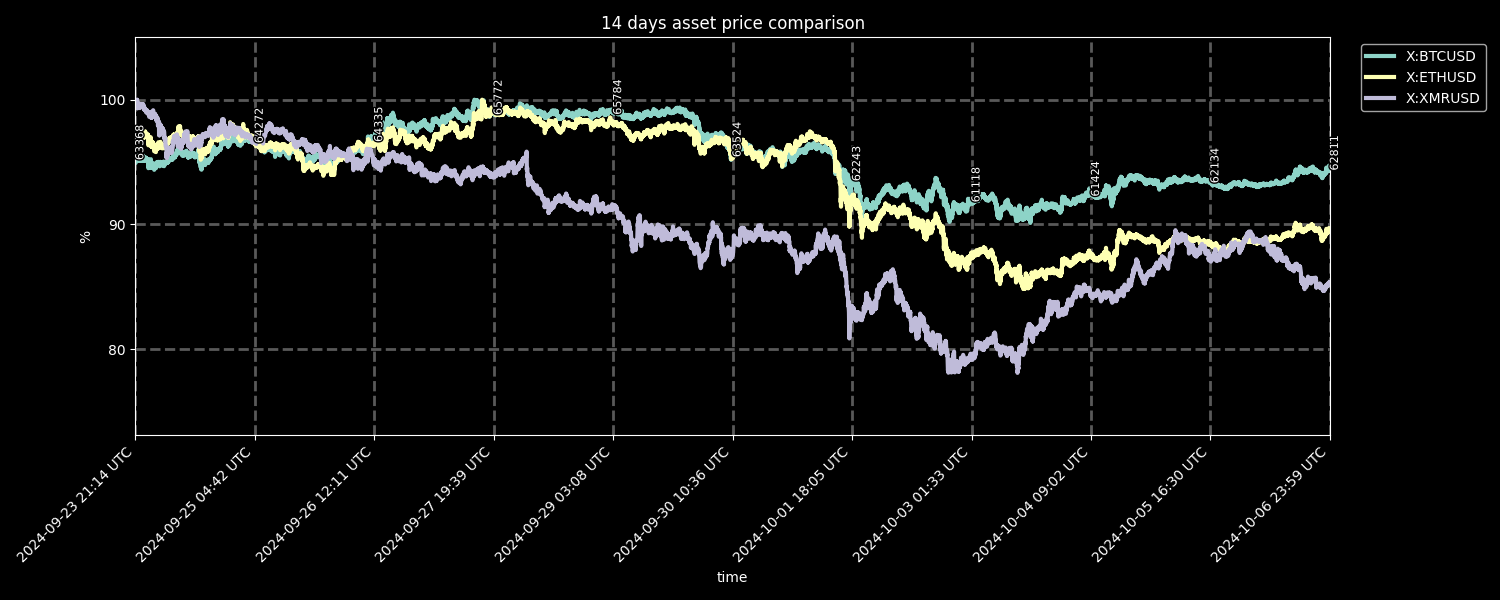 14 days asset price comparison
X:BTCUSD
X:ETHUSD
X:XMRUSD
%
100
90
80
63368
64272
64335
65772
65784
63524
62243
61118
61424
62134
62811
2024-09-23 21:14 UTC
2024-09-25 04:42 UTC
2024-09-26 12:11 UTC
2024-09-27 19:39 UTC
2024-09-29 03:08 UTC
2024-09-30 10:36 UTC
2024-10-01 18:05 UTC
2024-10-03 01:33 UTC
2024-10-04 09:02 UTC
2024-10-05 16:30 UTC
2024-10-06 23:59 UTC
time